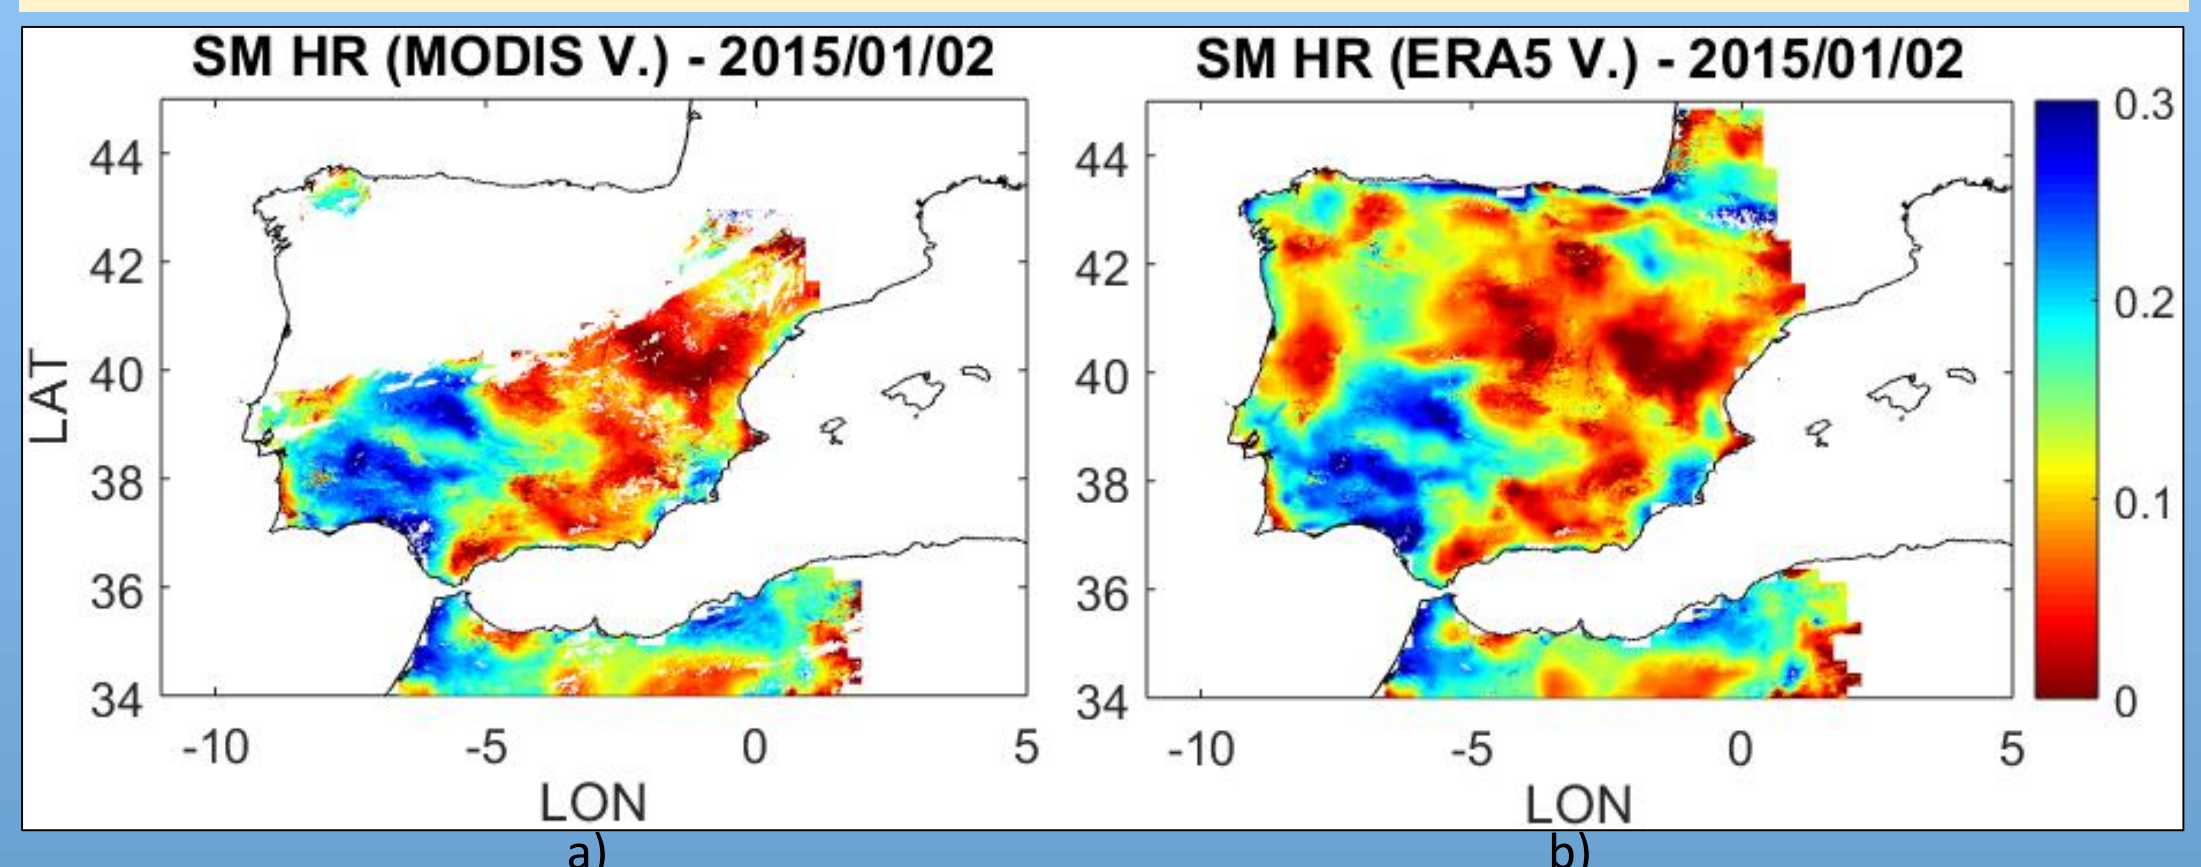 SM HR (MODIS V.) - 2015/01/02
LAT
44
42
40
38
36
34
-10 -5 0 5
LON
a)
SM HR (ERA5 V.) - 2015/01/02
44
42
40
38
36
34
-10 -5 0 5
LON
b)
0.3
0.2
0.1
0